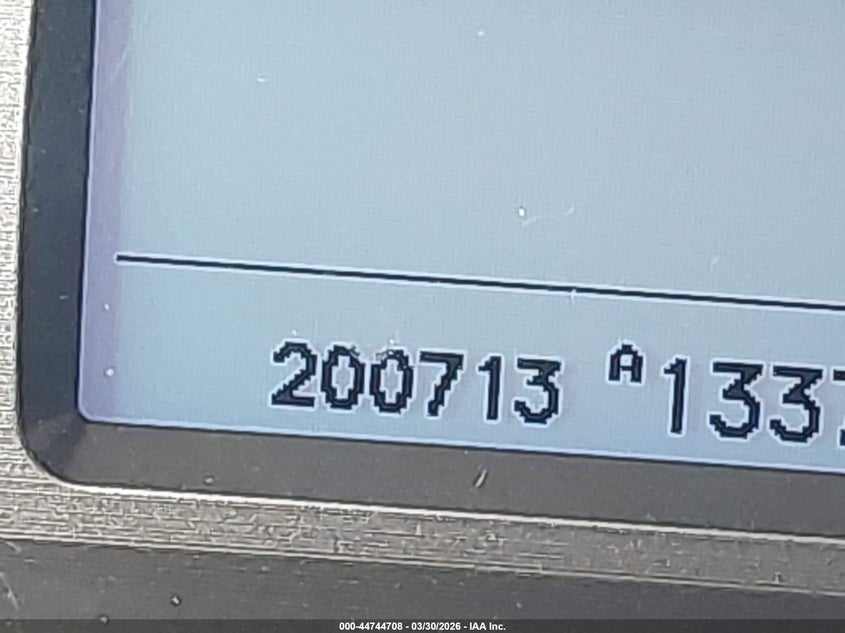 200713 A 133
000-44744708 - 03/30/2026 - IAA Inc.